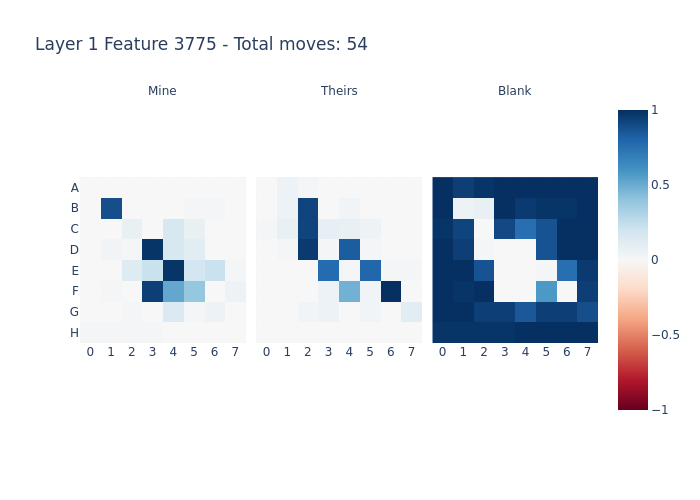 Layer 1 Feature 3775 - Total moves: 54
Mine Theirs Blank
A
B
C
D
E
F
G
H
0 1 2 3 4 5 6 7 0 1 2 3 4 5 6 7 0 1 2 3 4 5 6 7
1
0.5
0
−0.5
−1